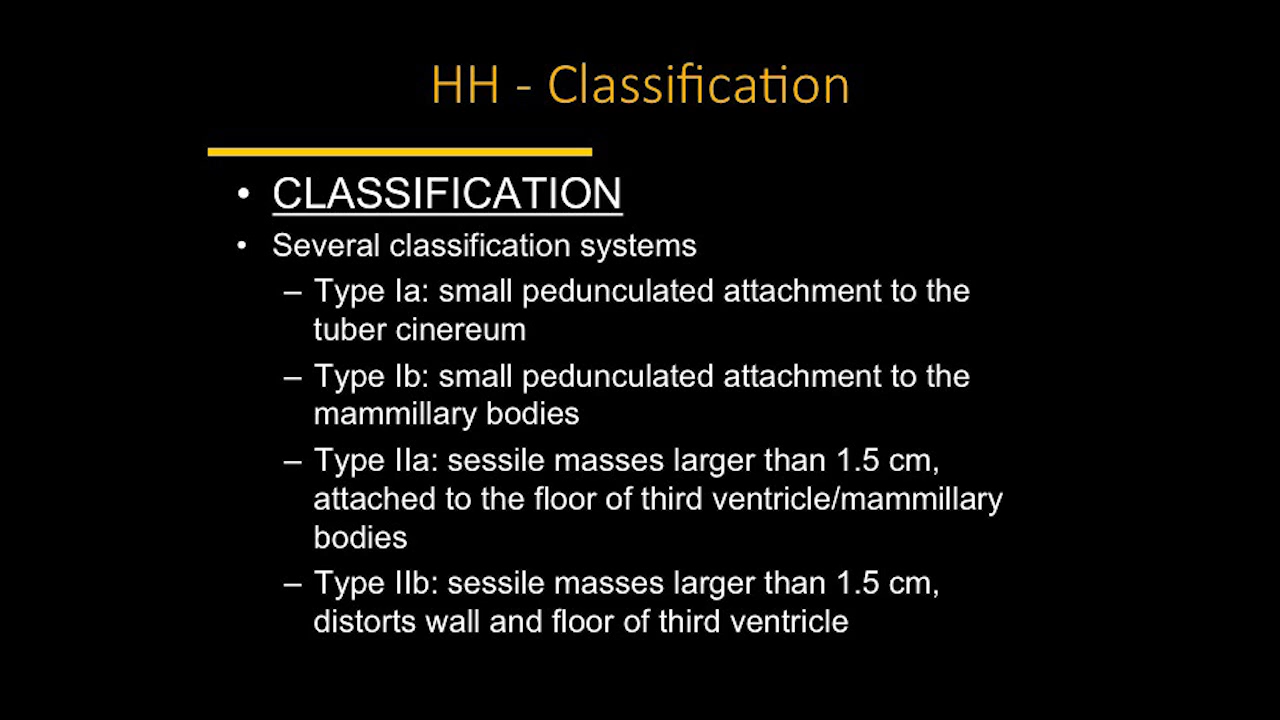 HH - Classification
• CLASSIFICATION
• Several classification systems
– Type Ia: small pedunculated attachment to the
tuber cinereum
– Type Ib: small pedunculated attachment to the
mammillary bodies
– Type IIa: sessile masses larger than 1.5 cm,
attached to the floor of third ventricle/mammillary
bodies
– Type IIb: sessile masses larger than 1.5 cm,
distorts wall and floor of third ventricle